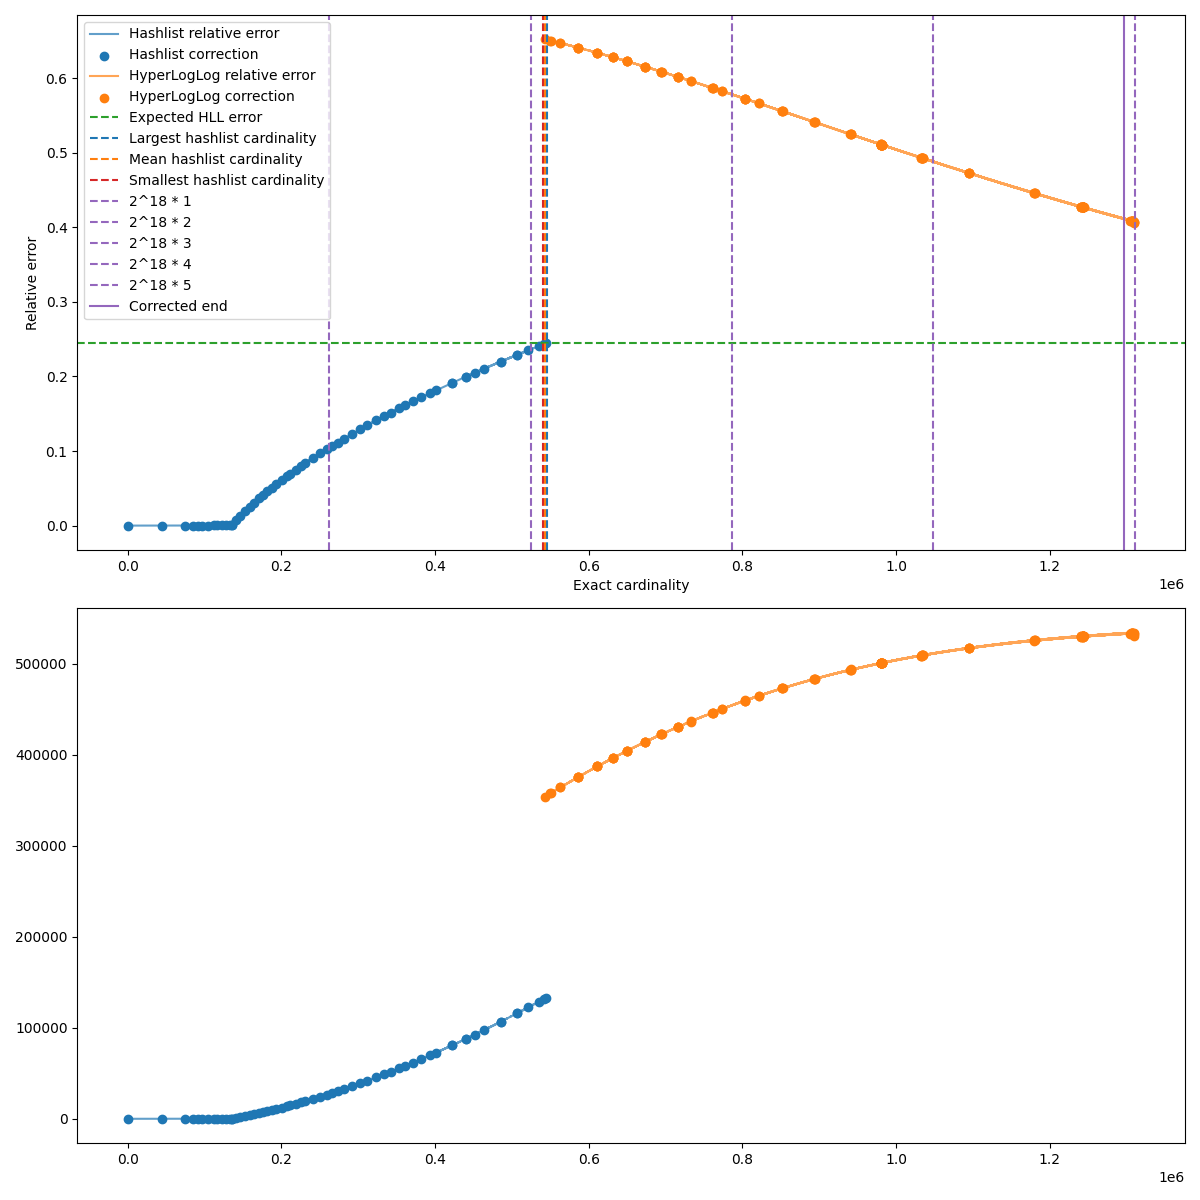 Hashlist relative error
Hashlist correction
HyperLogLog relative error
HyperLogLog correction
Expected HLL error
Largest hashlist cardinality
Mean hashlist cardinality
Smallest hashlist cardinality
2^18 * 1
2^18 * 2
2^18 * 3
2^18 * 4
2^18 * 5
Corrected end
Relative error
0.6
0.5
0.4
0.3
0.2
0.1
0.0
0.0 0.2 0.4 0.6 0.8 1.0 1.2
1e6
Exact cardinality
500000
400000
300000
200000
100000
0
0.0 0.2 0.4 0.6 0.8 1.0 1.2
1e6